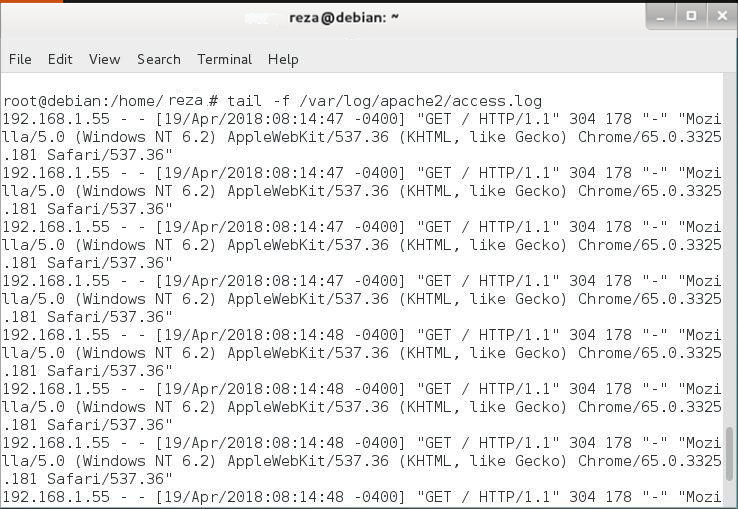 reza@debian: ~
File Edit View Search Terminal Help
root@debian:/home/ reza # tail -f /var/log/apache2/access.log
192.168.1.55 - - [19/Apr/2018:08:14:47 -0400] "GET / HTTP/1.1" 304 178 "-" "Mozi
lla/5.0 (Windows NT 6.2) AppleWebKit/537.36 (KHTML, like Gecko) Chrome/65.0.3325
.181 Safari/537.36"
192.168.1.55 - - [19/Apr/2018:08:14:47 -0400] "GET / HTTP/1.1" 304 178 "-" "Mozi
lla/5.0 (Windows NT 6.2) AppleWebKit/537.36 (KHTML, like Gecko) Chrome/65.0.3325
.181 Safari/537.36"
192.168.1.55 - - [19/Apr/2018:08:14:47 -0400] "GET / HTTP/1.1" 304 178 "-" "Mozi
lla/5.0 (Windows NT 6.2) AppleWebKit/537.36 (KHTML, like Gecko) Chrome/65.0.3325
.181 Safari/537.36"
192.168.1.55 - - [19/Apr/2018:08:14:47 -0400] "GET / HTTP/1.1" 304 178 "-" "Mozi
lla/5.0 (Windows NT 6.2) AppleWebKit/537.36 (KHTML, like Gecko) Chrome/65.0.3325
.181 Safari/537.36"
192.168.1.55 - - [19/Apr/2018:08:14:48 -0400] "GET / HTTP/1.1" 304 178 "-" "Mozi
lla/5.0 (Windows NT 6.2) AppleWebKit/537.36 (KHTML, like Gecko) Chrome/65.0.3325
.181 Safari/537.36"
192.168.1.55 - - [19/Apr/2018:08:14:48 -0400] "GET / HTTP/1.1" 304 178 "-" "Mozi
lla/5.0 (Windows NT 6.2) AppleWebKit/537.36 (KHTML, like Gecko) Chrome/65.0.3325
.181 Safari/537.36"
192.168.1.55 - - [19/Apr/2018:08:14:48 -0400] "GET / HTTP/1.1" 304 178 "-" "Mozi
lla/5.0 (Windows NT 6.2) AppleWebKit/537.36 (KHTML, like Gecko) Chrome/65.0.3325
.181 Safari/537.36"
192.168.1.55 - - [19/Apr/2018:08:14:48 -0400] "GET / HTTP/1.1" 304 178 "-" "Mozi